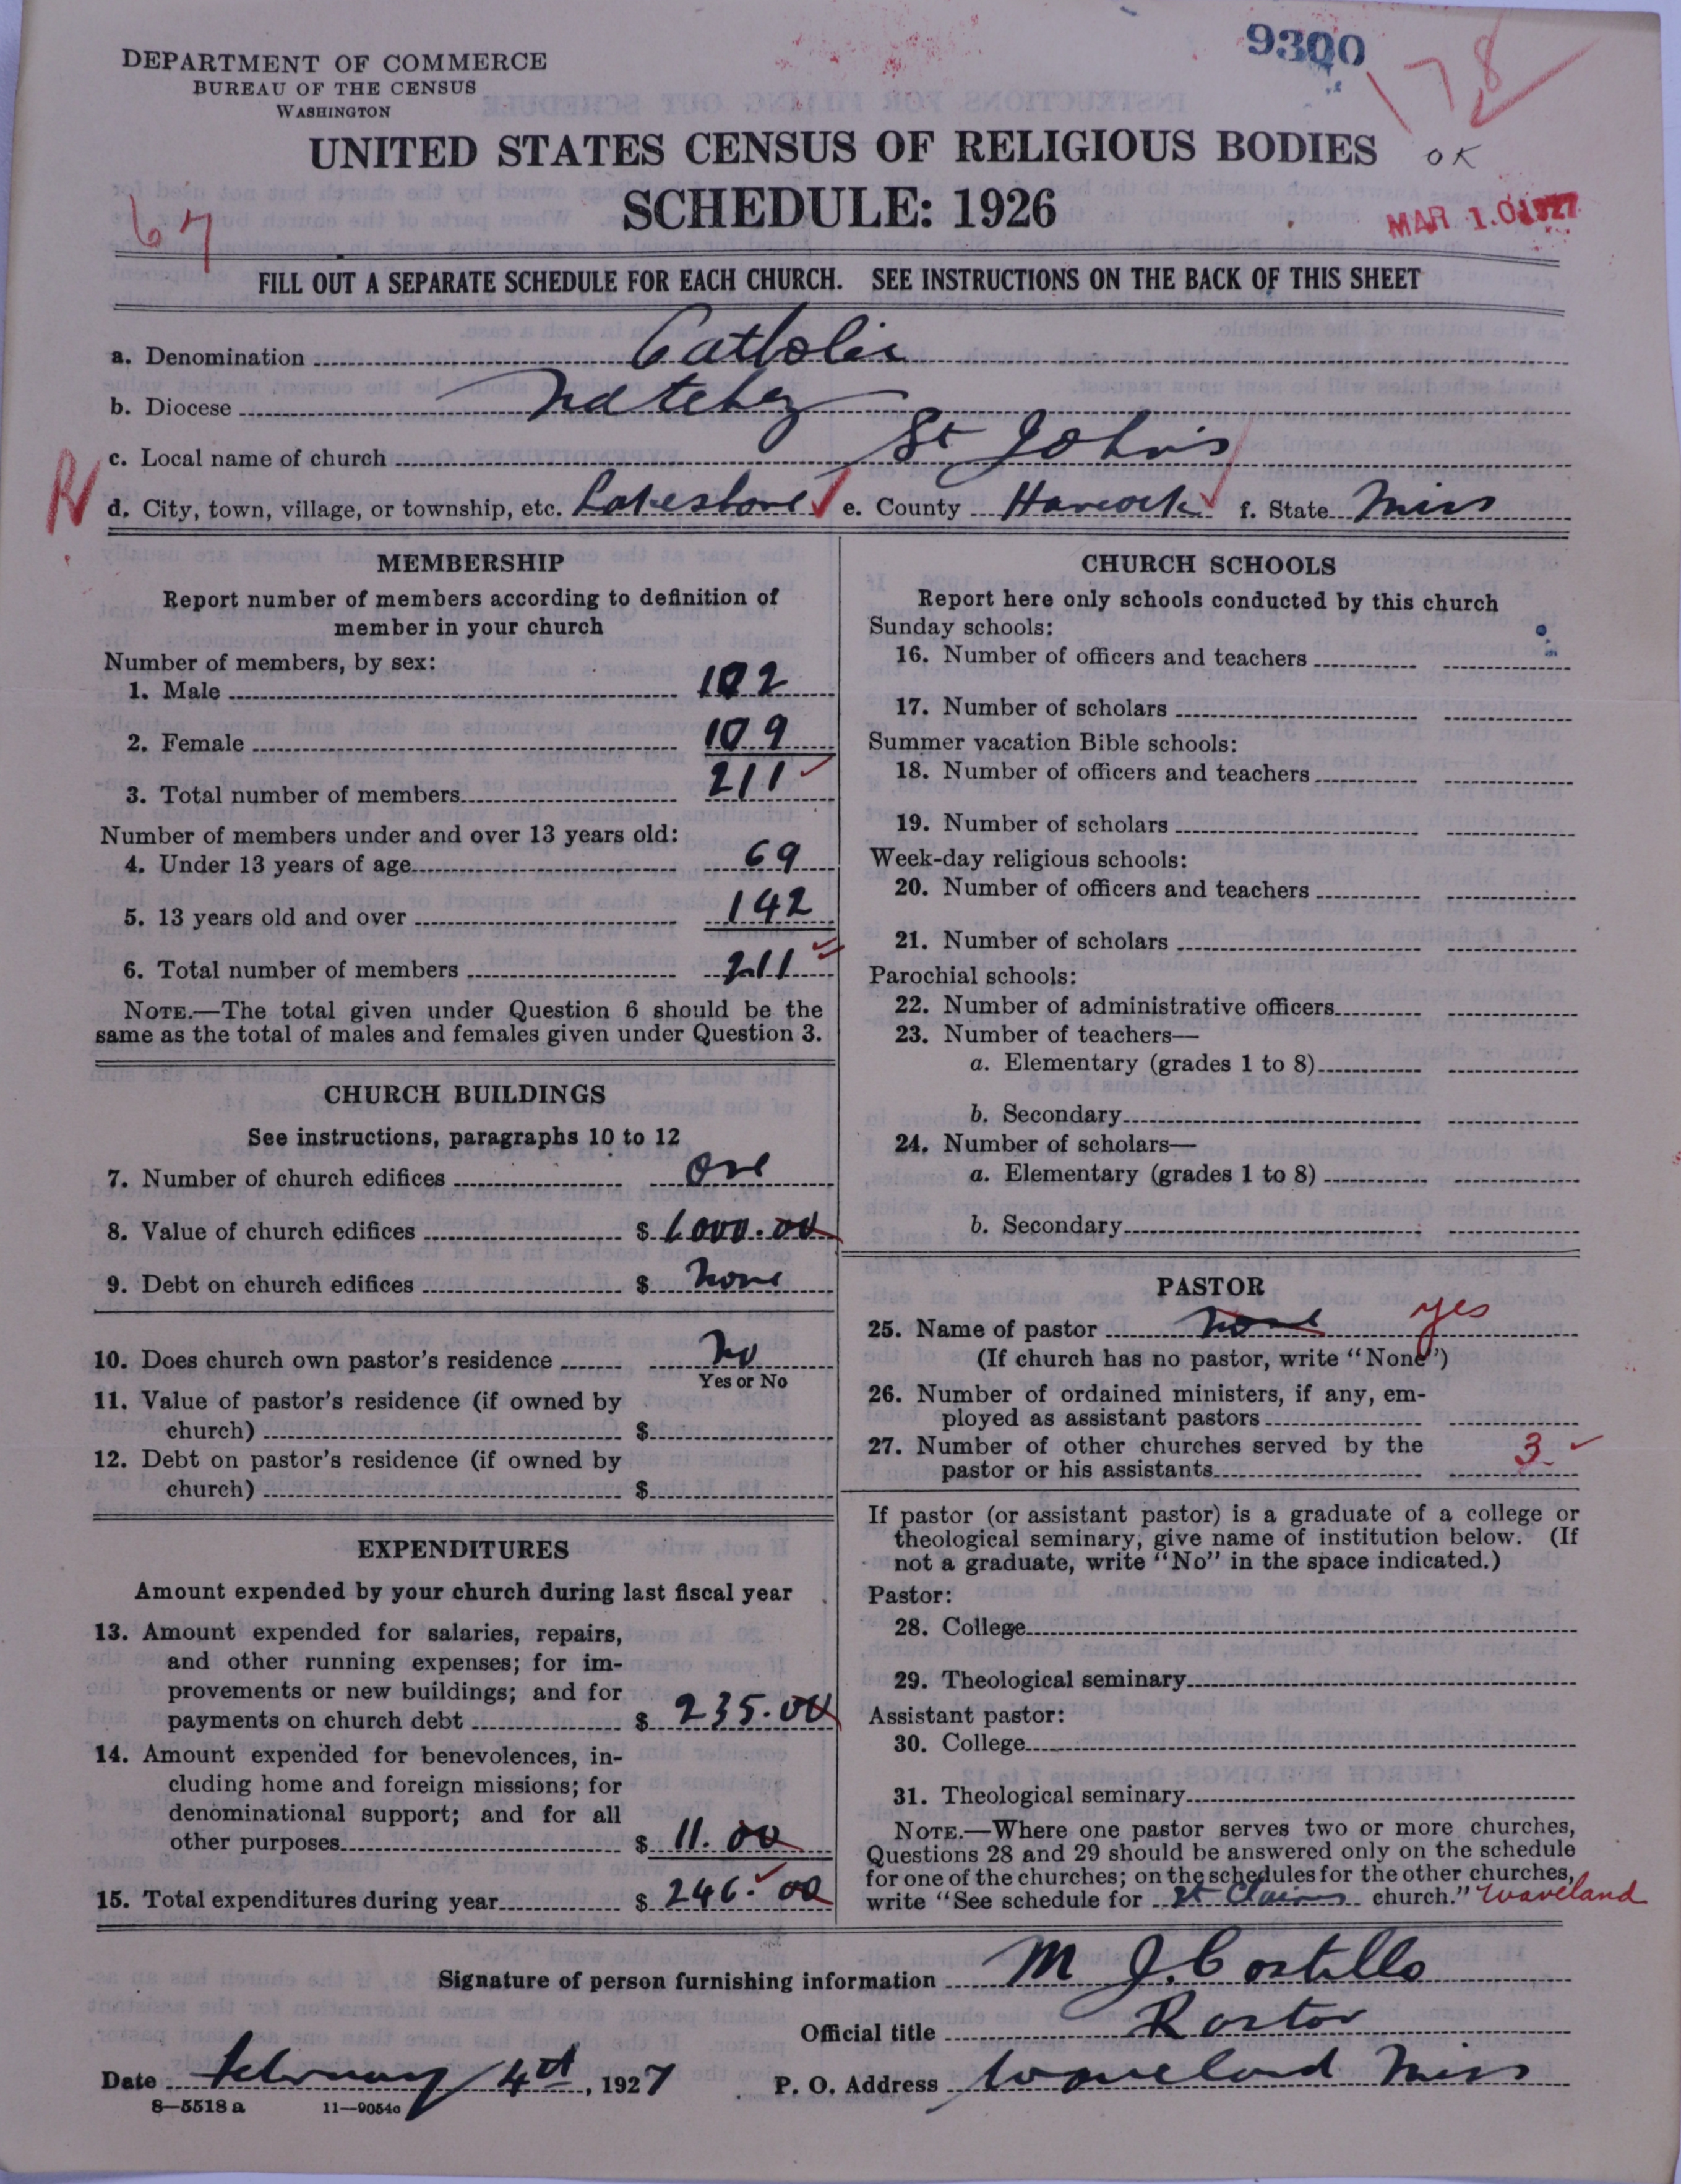 9300
178
DEPARTMENT OF COMMERCE
BUREAU OF THE CENSUS
WASHINGTON
UNITED STATES CENSUS OF RELIGIOUS BODIES
OK
SCHEDULE: 1926
67
MAR 10 1927
FILL OUT A SEPARATE SCHEDULE FOR EACH CHURCH. SEE INSTRUCTIONS ON THE BACK OF THIS SHEET
a. Denomination Catholic
b. Diocese Natchez
c. Local name of church St John's
R d. City, town, village, or township, etc. Lakeshore e. County Hancock f. State Miss
MEMBERSHIP
Report number of members according to definition of
member in your church
Number of members, by sex:
1. Male 102
2. Female 109
3. Total number of members 211
Number of members under and over 13 years old:
4. Under 13 years of age 69
5. 13 years old and over 142
6. Total number of members 211
NOTE.—The total given under Question 6 should be the
same as the total of males and females given under Question 3.
CHURCH BUILDINGS
See instructions, paragraphs 10 to 12
7. Number of church edifices one
8. Value of church edifices $ 6000.00
9. Debt on church edifices $ none
10. Does church own pastor's residence no
Yes or No
11. Value of pastor's residence (if owned by
church) $
12. Debt on pastor's residence (if owned by
church) $
EXPENDITURES
Amount expended by your church during last fiscal year
13. Amount expended for salaries, repairs,
and other running expenses; for im-
provements or new buildings; and for
payments on church debt $ 235.00
14. Amount expended for benevolences, in-
cluding home and foreign missions; for
denominational support; and for all
other purposes $ 11.00
15. Total expenditures during year $ 246.00
CHURCH SCHOOLS
Report here only schools conducted by this church
Sunday schools:
16. Number of officers and teachers
17. Number of scholars
Summer vacation Bible schools:
18. Number of officers and teachers
19. Number of scholars
Week-day religious schools:
20. Number of officers and teachers
21. Number of scholars
Parochial schools:
22. Number of administrative officers
23. Number of teachers—
a. Elementary (grades 1 to 8)
b. Secondary
24. Number of scholars—
a. Elementary (grades 1 to 8)
b. Secondary
PASTOR
25. Name of pastor none yes
(If church has no pastor, write "None")
26. Number of ordained ministers, if any, em-
ployed as assistant pastors
27. Number of other churches served by the
pastor or his assistants 3
If pastor (or assistant pastor) is a graduate of a college or
theological seminary, give name of institution below. (If
not a graduate, write "No" in the space indicated.)
Pastor:
28. College
29. Theological seminary
Assistant pastor:
30. College
31. Theological seminary
NOTE.—Where one pastor serves two or more churches,
Questions 28 and 29 should be answered only on the schedule
for one of the churches; on the schedules for the other churches,
write "See schedule for St Clairs church." Waveland
Signature of person furnishing information M J. Costello
Official title Pastor
Date February 4th, 1927 P. O. Address Waveland Miss
8—5518 a 11—9054a